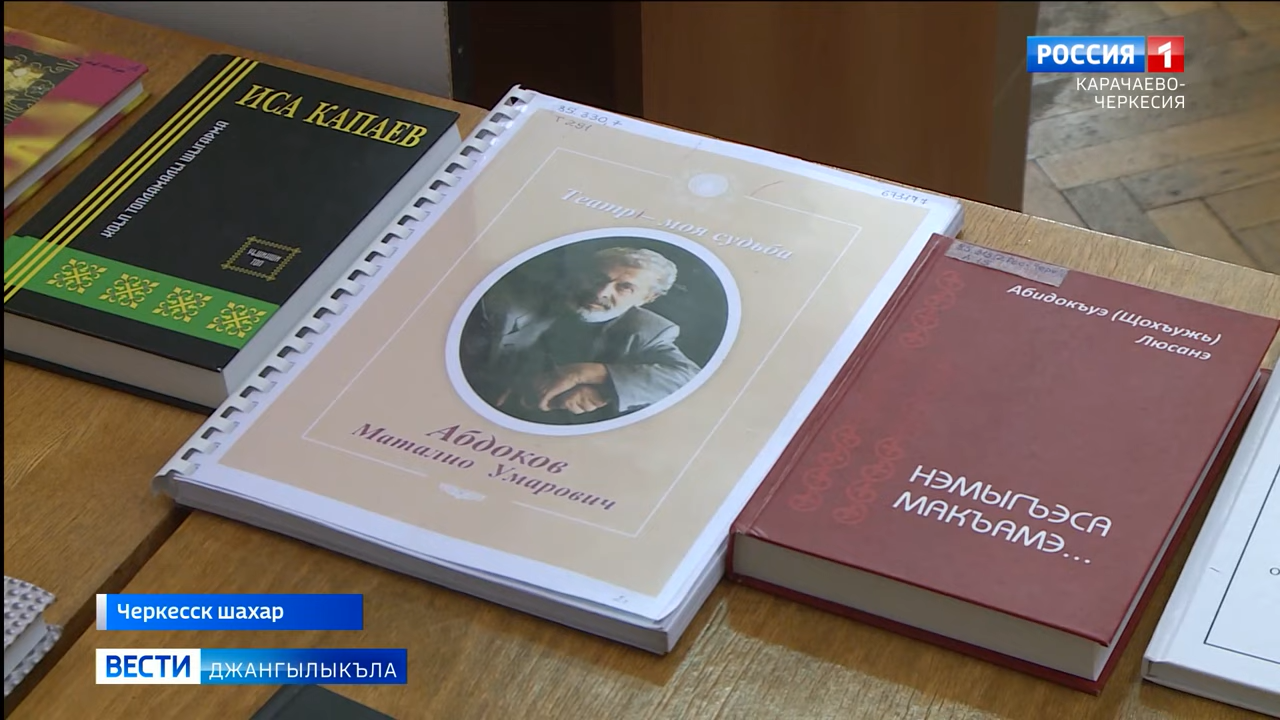 РОССИЯ 1
КАРАЧАЕВО-
ЧЕРКЕСИЯ
ИСА КАПАЕВ
Театр – моя судьба
Абдоков
Маталио Умарович
693197
Абидокъуэ (Щохъужь)
Люсанэ
НЭМЫГЪЭСА
МАКЪАМЭ...
Черкесск шахар
ВЕСТИ ДЖАНГЫЛЫКЪЛА